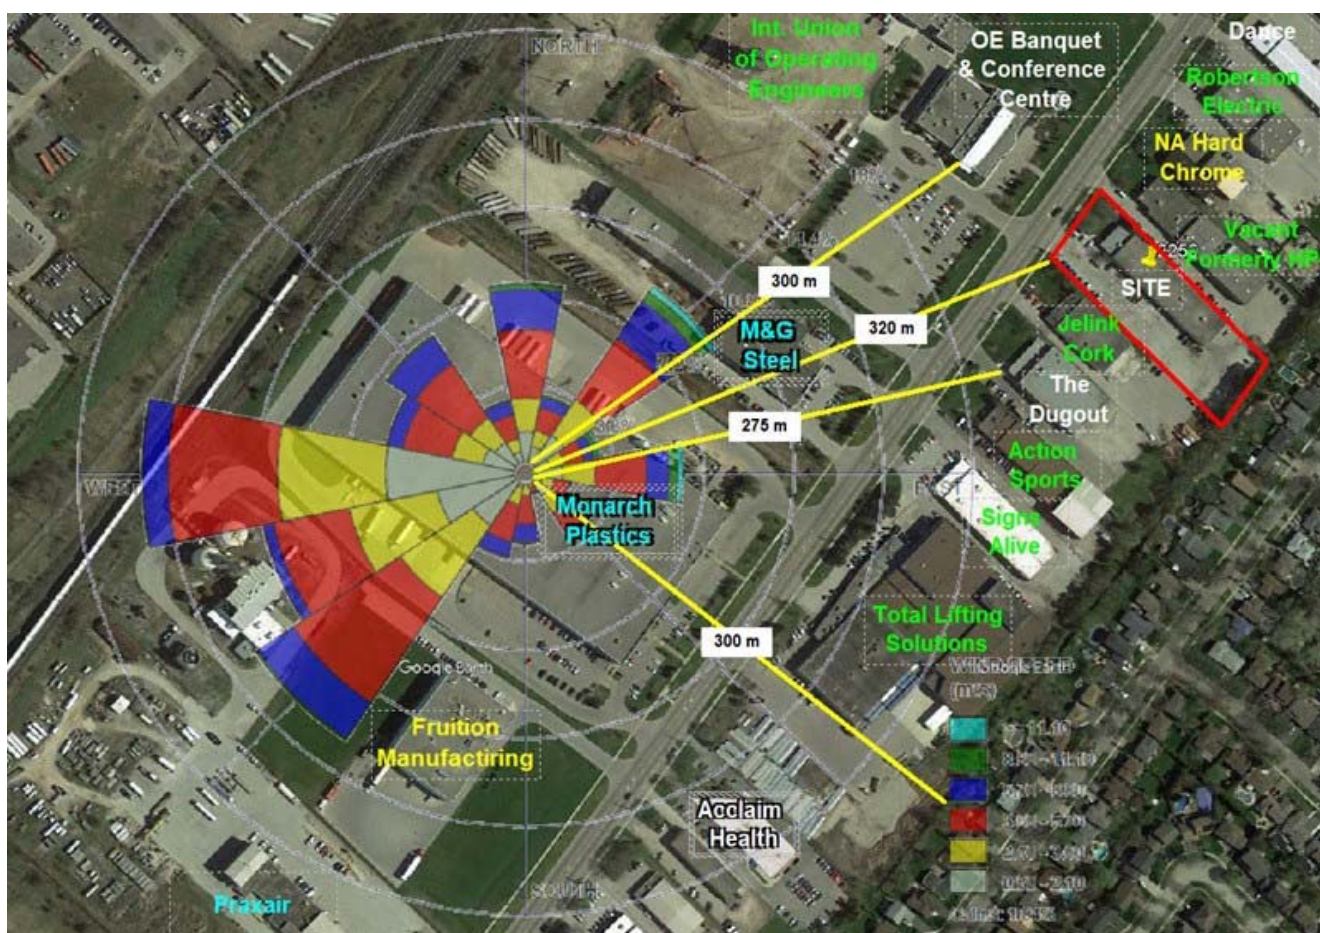 NORTH
Int. Union
of Operating
Engineers
OE Banquet
& Conference
Centre
Dance
Robertson
Electric
NA Hard
Chrome
Vacant
Formerly HP
SITE
300 m
320 m
275 m
M&G
Steel
Jelink
Cork
The
Dugout
WEST
EAST
Action
Sports
Monarch
Plastics
Signs
Alive
Total Lifting
Solutions
300 m
Google Earth
Fruition
Manufactiring
Acclaim
Health
SOUTH
Praxair